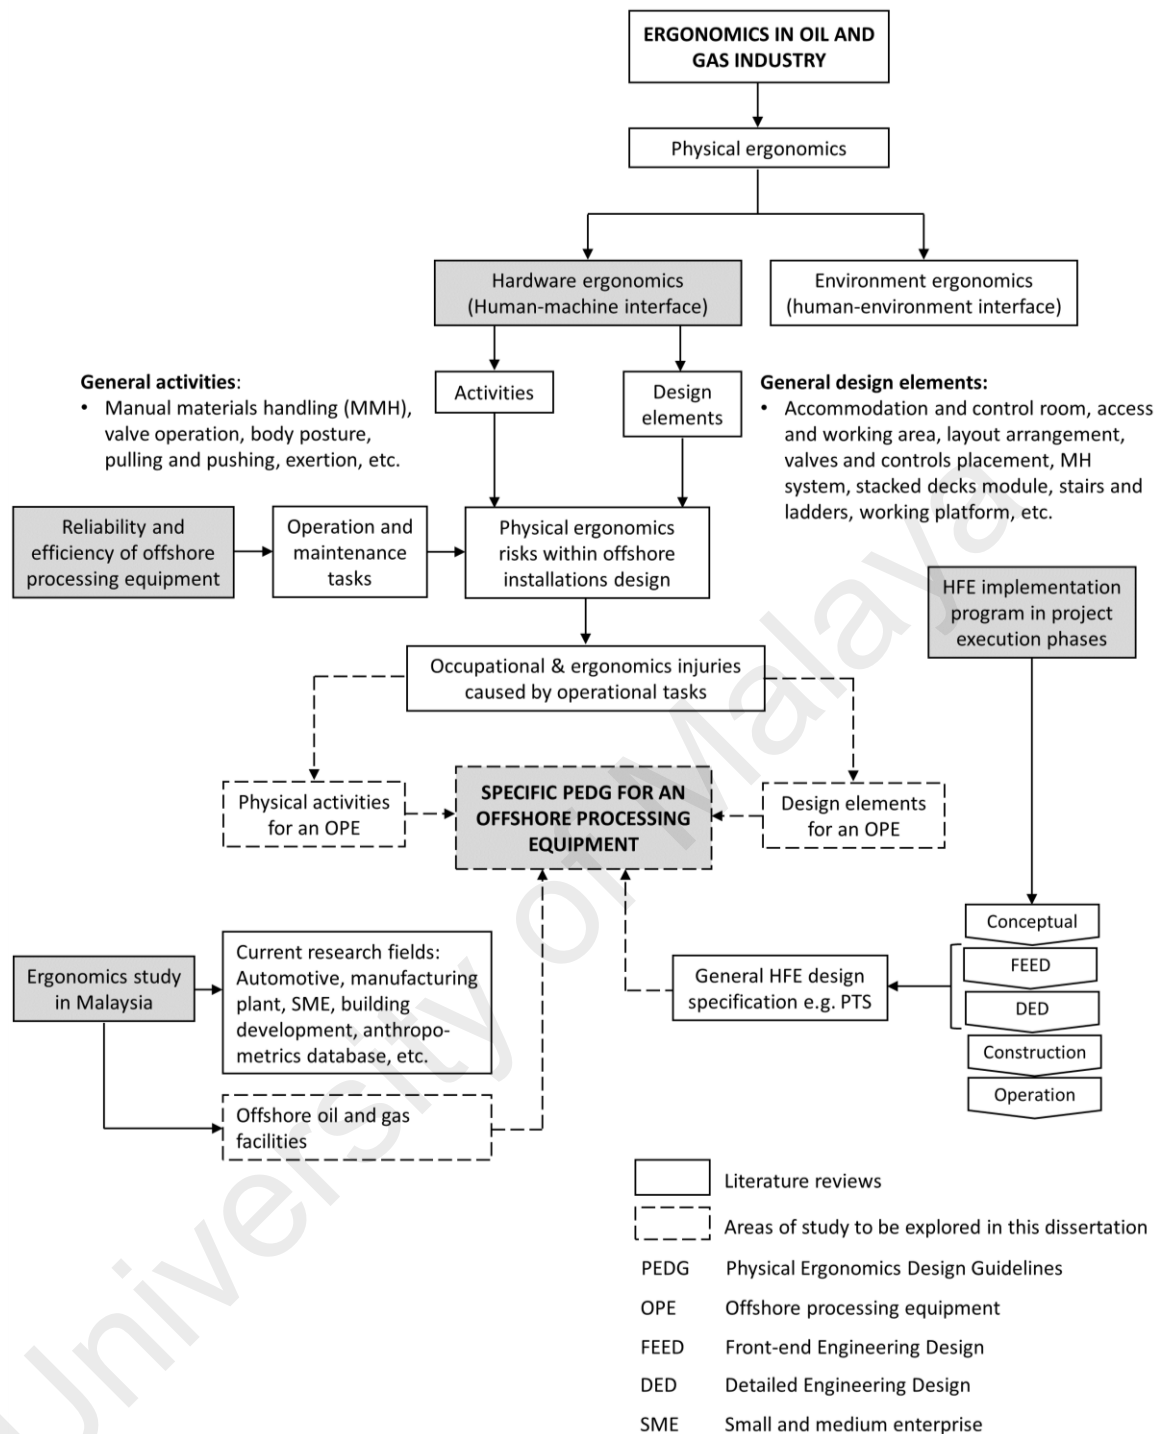 ERGONOMICS IN OIL AND
GAS INDUSTRY
Physical ergonomics
Hardware ergonomics
(Human-machine interface)
Environment ergonomics
(human-environment interface)
General activities:
• Manual materials handling (MMH),
valve operation, body posture,
pulling and pushing, exertion, etc.
Activities
Design
elements
General design elements:
• Accommodation and control room, access
and working area, layout arrangement,
valves and controls placement, MH
system, stacked decks module, stairs and
ladders, working platform, etc.
Reliability and
efficiency of offshore
processing equipment
Operation and
maintenance
tasks
Physical ergonomics
risks within offshore
installations design
HFE implementation
program in project
execution phases
Occupational & ergonomics injuries
caused by operational tasks
Physical activities
for an OPE
SPECIFIC PEDG FOR AN
OFFSHORE PROCESSING
EQUIPMENT
Design elements
for an OPE
Ergonomics study
in Malaysia
Current research fields:
Automotive, manufacturing
plant, SME, building
development, anthropo-
metrics database, etc.
Offshore oil and gas
facilities
General HFE design
specification e.g. PTS
Conceptual
FEED
DED
Construction
Operation
Literature reviews
Areas of study to be explored in this dissertation
PEDG Physical Ergonomics Design Guidelines
OPE Offshore processing equipment
FEED Front-end Engineering Design
DED Detailed Engineering Design
SME Small and medium enterprise
University of Malaya